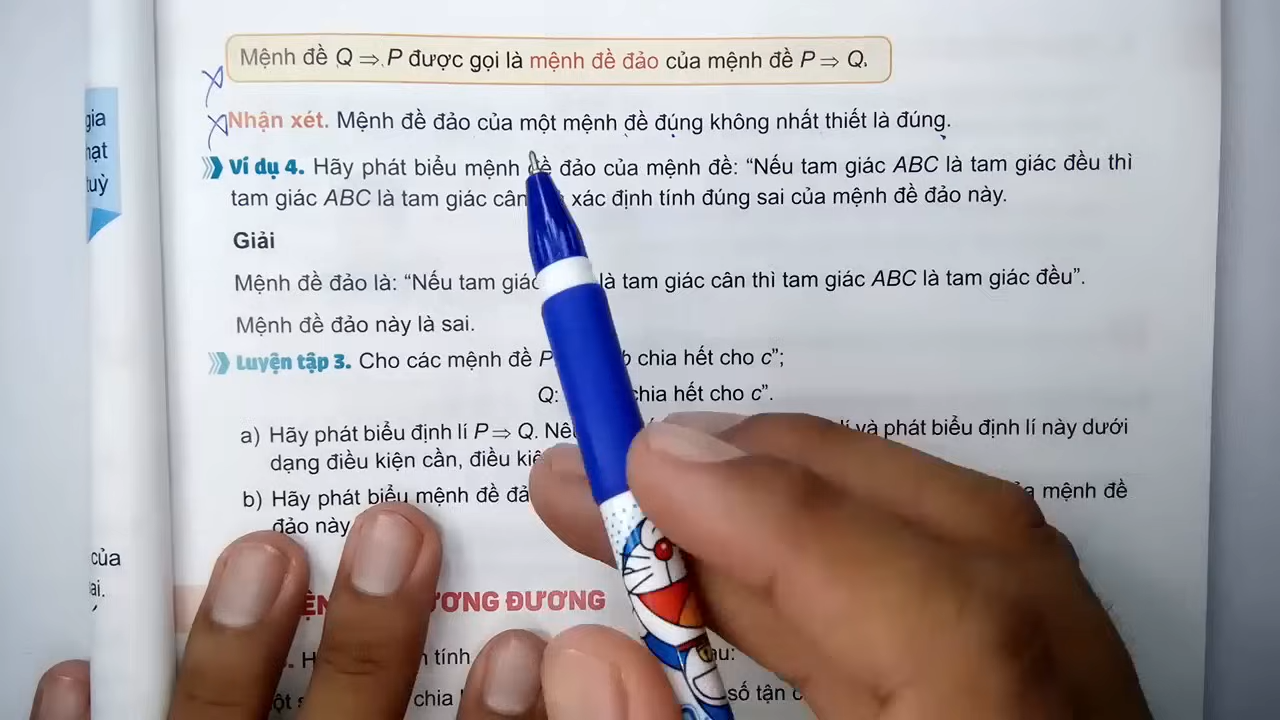 Mệnh đề Q ⇒ P được gọi là mệnh đề đảo của mệnh đề P ⇒ Q.
gia
Nhận xét. Mệnh đề đảo của một mệnh đề đúng không nhất thiết là đúng.
Ví dụ 4. Hãy phát biểu mệnh đề đảo của mệnh đề: “Nếu tam giác ABC là tam giác đều thì
tuỳ
tam giác ABC là tam giác cân xác định tính đúng sai của mệnh đề đảo này.
Giải
Mệnh đề đảo là: “Nếu tam giác là tam giác cân thì tam giác ABC là tam giác đều”.
Mệnh đề đảo này là sai.
Luyện tập 3. Cho các mệnh đề P b chia hết cho c”;
Q: chia hết cho c”.
a) Hãy phát biểu định lí P ⇒ Q. và phát biểu định lí này dưới
dạng điều kiện cần, điều
b) Hãy phát biểu mệnh đề mệnh đề
đảo này
của
ƯƠNG ĐƯƠNG
tính
chia số tận